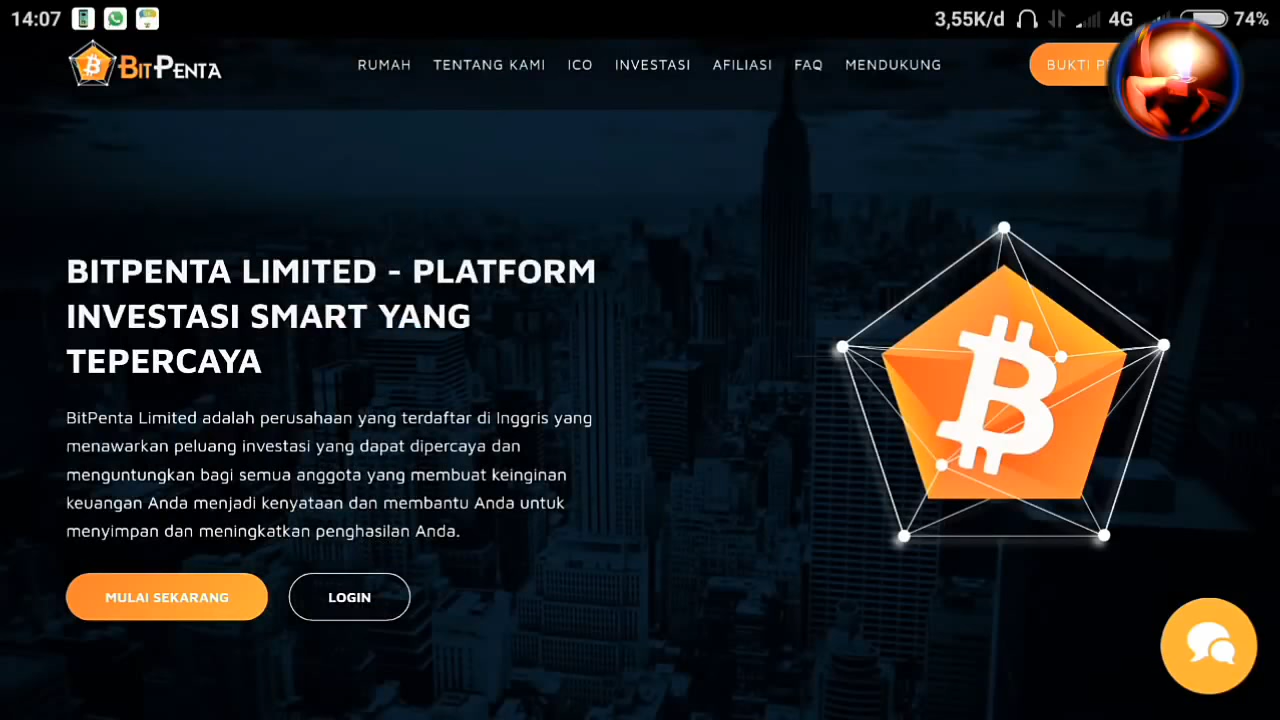 14:07 3,55K/d 4G 74%
BITPENTA RUMAH TENTANG KAMI ICO INVESTASI AFILIASI FAQ MENDUKUNG BUKTI
BITPENTA LIMITED - PLATFORM
INVESTASI SMART YANG
TEPERCAYA
BitPenta Limited adalah perusahaan yang terdaftar di Inggris yang
menawarkan peluang investasi yang dapat dipercaya dan
menguntungkan bagi semua anggota yang membuat keinginan
keuangan Anda menjadi kenyataan dan membantu Anda untuk
menyimpan dan meningkatkan penghasilan Anda.
MULAI SEKARANG LOGIN